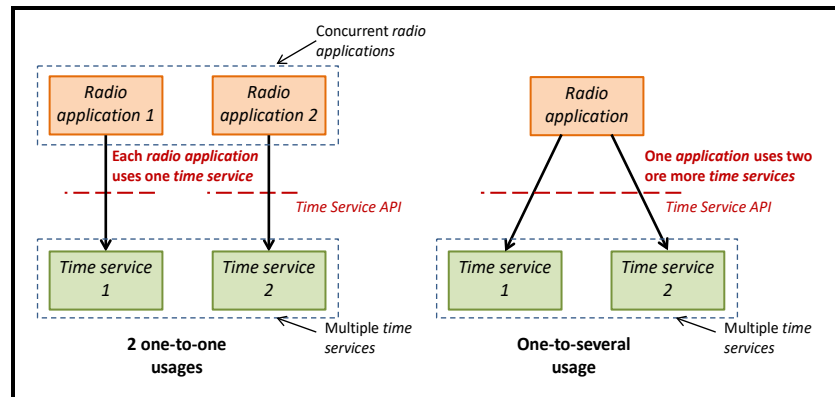 Concurrent radio
applications
Radio
application 1
Radio
application 2
Each radio application
uses one time service
Time Service API
Time service
1
Time service
2
Multiple time
services
2 one-to-one
usages
Radio
application
One application uses two
ore more time services
Time Service API
Time service
1
Time service
2
Multiple time
services
One-to-several
usage